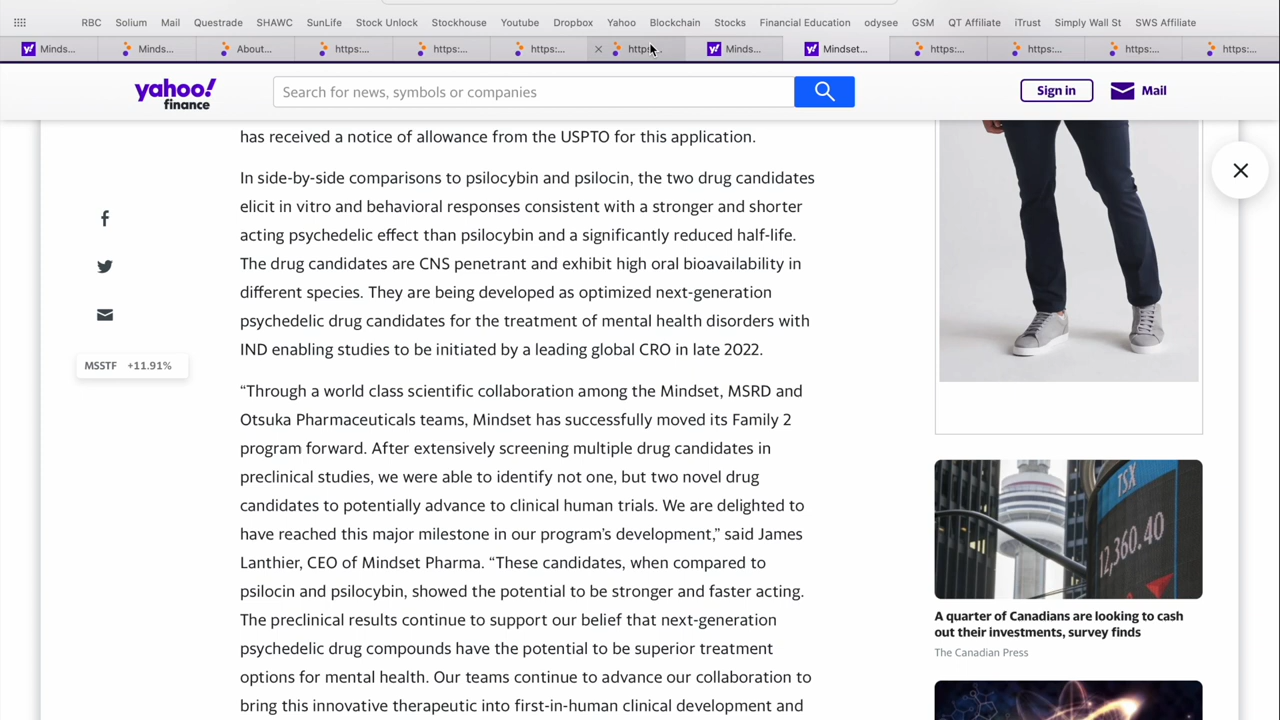 RBC Solium Mail Questrade SHAWC SunLife Stock Unlock Stockhouse Youtube Dropbox Yahoo Blockchain Stocks Financial Education odysee GSM QT Affiliate iTrust Simply Wall St SWS Affiliate
Minds... Minds... About... https:... https:... https:... https:... Minds... Mindset... https:... https:... https:... https:...
yahoo!
finance
Search for news, symbols or companies
Sign in
Mail
has received a notice of allowance from the USPTO for this application.
In side-by-side comparisons to psilocybin and psilocin, the two drug candidates
elicit in vitro and behavioral responses consistent with a stronger and shorter
acting psychedelic effect than psilocybin and a significantly reduced half-life.
The drug candidates are CNS penetrant and exhibit high oral bioavailability in
different species. They are being developed as optimized next-generation
psychedelic drug candidates for the treatment of mental health disorders with
IND enabling studies to be initiated by a leading global CRO in late 2022.
MSSTF +11.91%
“Through a world class scientific collaboration among the Mindset, MSRD and
Otsuka Pharmaceuticals teams, Mindset has successfully moved its Family 2
program forward. After extensively screening multiple drug candidates in
preclinical studies, we were able to identify not one, but two novel drug
candidates to potentially advance to clinical human trials. We are delighted to
have reached this major milestone in our program’s development,” said James
Lanthier, CEO of Mindset Pharma. “These candidates, when compared to
psilocin and psilocybin, showed the potential to be stronger and faster acting.
The preclinical results continue to support our belief that next-generation
psychedelic drug compounds have the potential to be superior treatment
options for mental health. Our teams continue to advance our collaboration to
bring this innovative therapeutic into first-in-human clinical development and
TSX
12,360.40
A quarter of Canadians are looking to cash
out their investments, survey finds
The Canadian Press